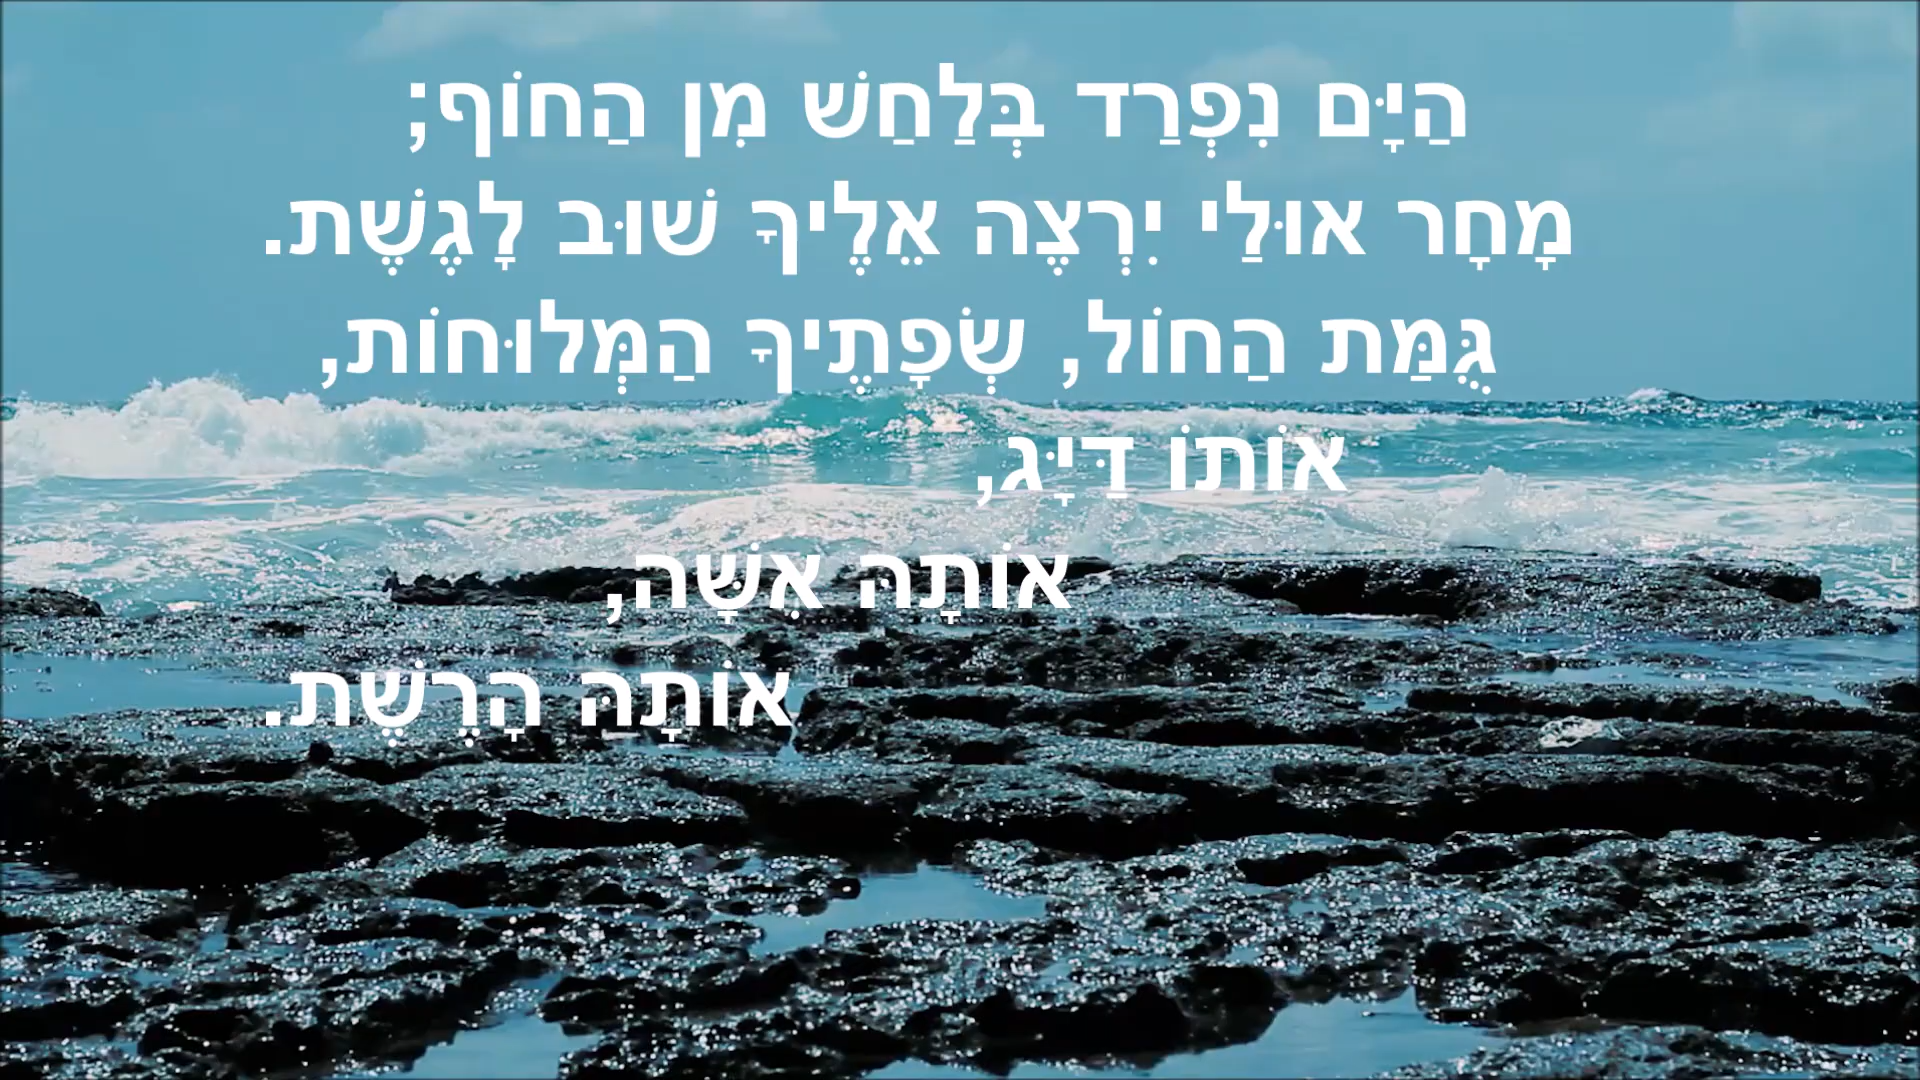 הַיָּם נִפְרַד בְּלַחַשׁ מִן הַחוֹף;
מָחָר אוּלַי יִרְצֶה אֵלֶיךָ שׁוּב לָגֶשֶׁת.
גֻּמַּת הַחוֹל, שְׂפָתֶיךָ הַמְּלוּחוֹת,
אוֹתוֹ דַּיָּג,
אוֹתָהּ אִשָּׁה,
אוֹתָהּ הָרֶשֶׁת.